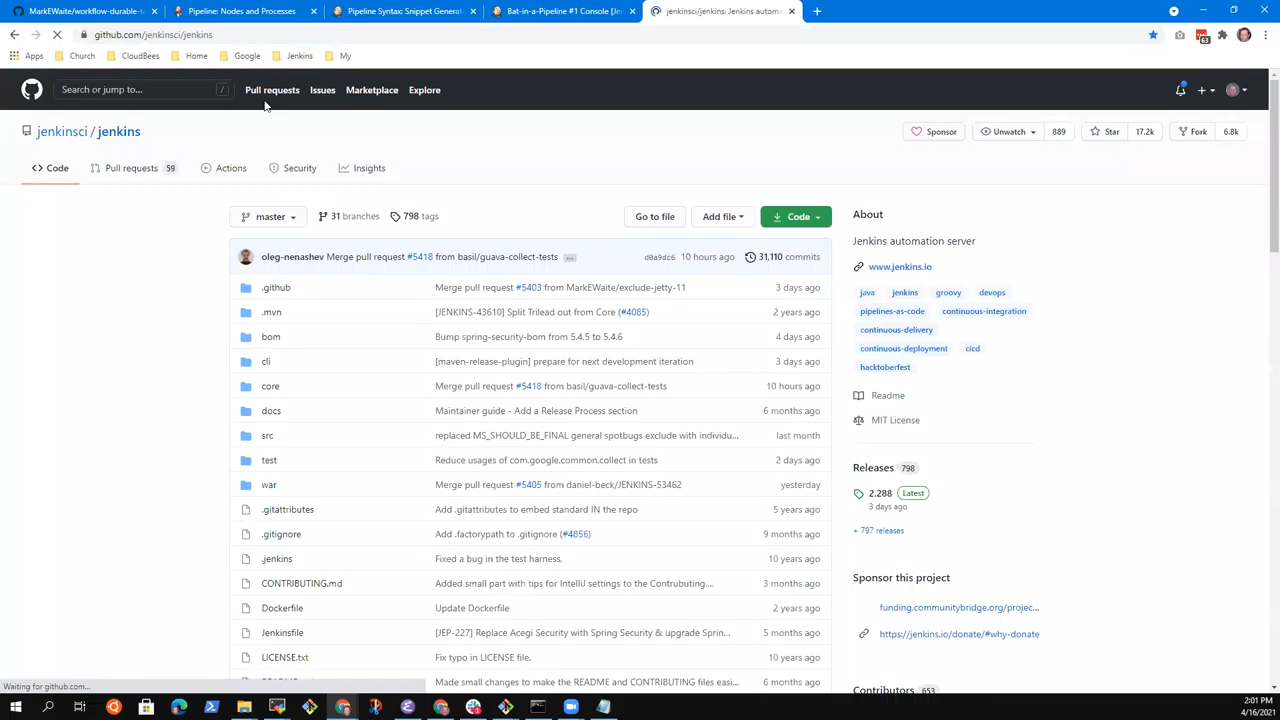 MarkEWaite/workflow-durable-t
Pipeline: Nodes and Processes
Pipeline Syntax: Snippet Generat
Bat-in-a-Pipeline #1 Console [Je
jenkinsci/jenkins: Jenkins autom
github.com/jenkinsci/jenkins
63
Apps
Church
CloudBees
Home
Google
Jenkins
My
Search or jump to...
/
Pull requests
Issues
Marketplace
Explore
jenkinsci / jenkins
Sponsor
Unwatch
889
Star
17.2k
Fork
6.8k
Code
Pull requests 59
Actions
Security
Insights
master
31 branches
798 tags
Go to file
Add file
Code
oleg-nenashev Merge pull request #5418 from basil/guava-collect-tests ...
d0a9dc6 10 hours ago
31,110 commits
.github Merge pull request #5403 from MarkEWaite/exclude-jetty-11 3 days ago
.mvn [JENKINS-43610] Split Trilead out from Core (#4085) 2 years ago
bom Bump spring-security-bom from 5.4.5 to 5.4.6 4 days ago
cli [maven-release-plugin] prepare for next development iteration 3 days ago
core Merge pull request #5418 from basil/guava-collect-tests 10 hours ago
docs Maintainer guide - Add a Release Process section 6 months ago
src replaced MS_SHOULD_BE_FINAL general spotbugs exclude with individu... last month
test Reduce usages of com.google.common.collect in tests 2 days ago
war Merge pull request #5405 from daniel-beck/JENKINS-53462 yesterday
.gitattributes Add .gitattributes to embed standard IN the repo 5 years ago
.gitignore Add .factorypath to .gitignore (#4856) 9 months ago
.jenkins Fixed a bug in the test harness. 10 years ago
CONTRIBUTING.md Added small part with tips for IntelliJ settings to the Contrubuting.... 3 months ago
Dockerfile Update Dockerfile 2 years ago
Jenkinsfile [JEP-227] Replace Acegi Security with Spring Security & upgrade Sprin... 5 months ago
LICENSE.txt Fix typo in LICENSE file. 10 years ago
Made small changes to make the README and CONTRIBUTING files easi... 6 months ago
About
Jenkins automation server
www.jenkins.io
java
jenkins
groovy
devops
pipelines-as-code
continuous-integration
continuous-delivery
continuous-deployment
cicd
hacktoberfest
Readme
MIT License
Releases 798
2.288 Latest
3 days ago
+ 797 releases
Sponsor this project
funding.communitybridge.org/projec...
https://jenkins.io/donate/#why-donate
Contributors 653
Waiting for github.com...
2:01 PM
4/16/2021